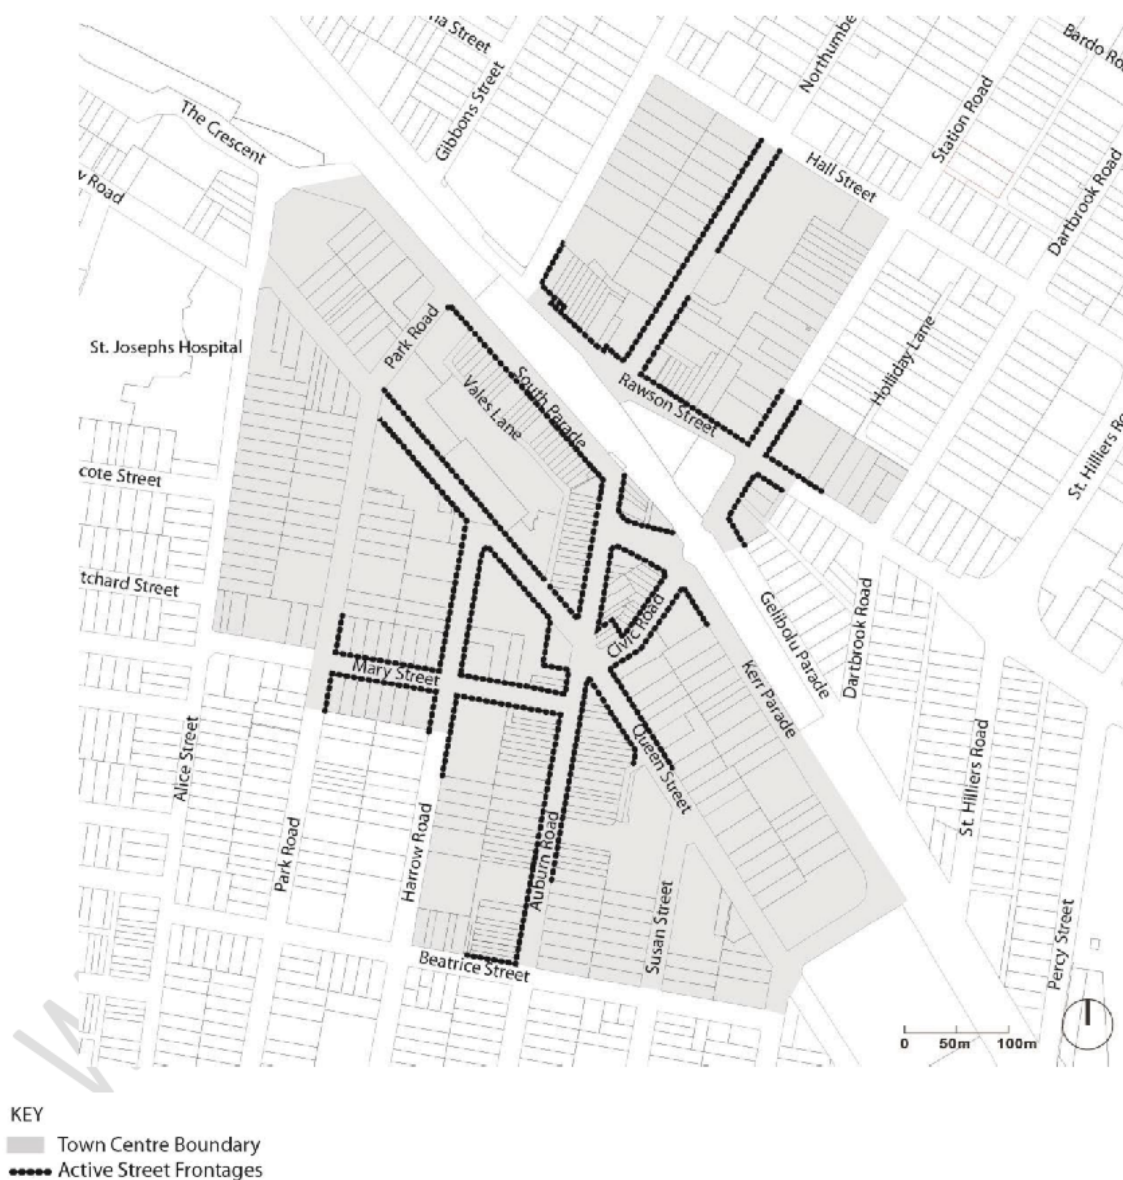 na Street
Northumbe
Bardo Ro
Gibbons Street
Station Road
The Crescent
Hall Street
Dartbrook Road
y Road
Park Road
St. Josephs Hospital
South Parade
Vales Lane
Rawson Street
Holliday Lane
St. Hilliers Ro
cote Street
tchard Street
Civic Road
Gelibolu Parade
Dartbrook Road
Mary Street
Kerr Parade
Alice Street
Queen Street
St. Hilliers Road
Park Road
Harrow Road
Auburn Road
Susan Street
Percy Street
Beatrice Street
0 50m 100m
KEY
Town Centre Boundary
Active Street Frontages